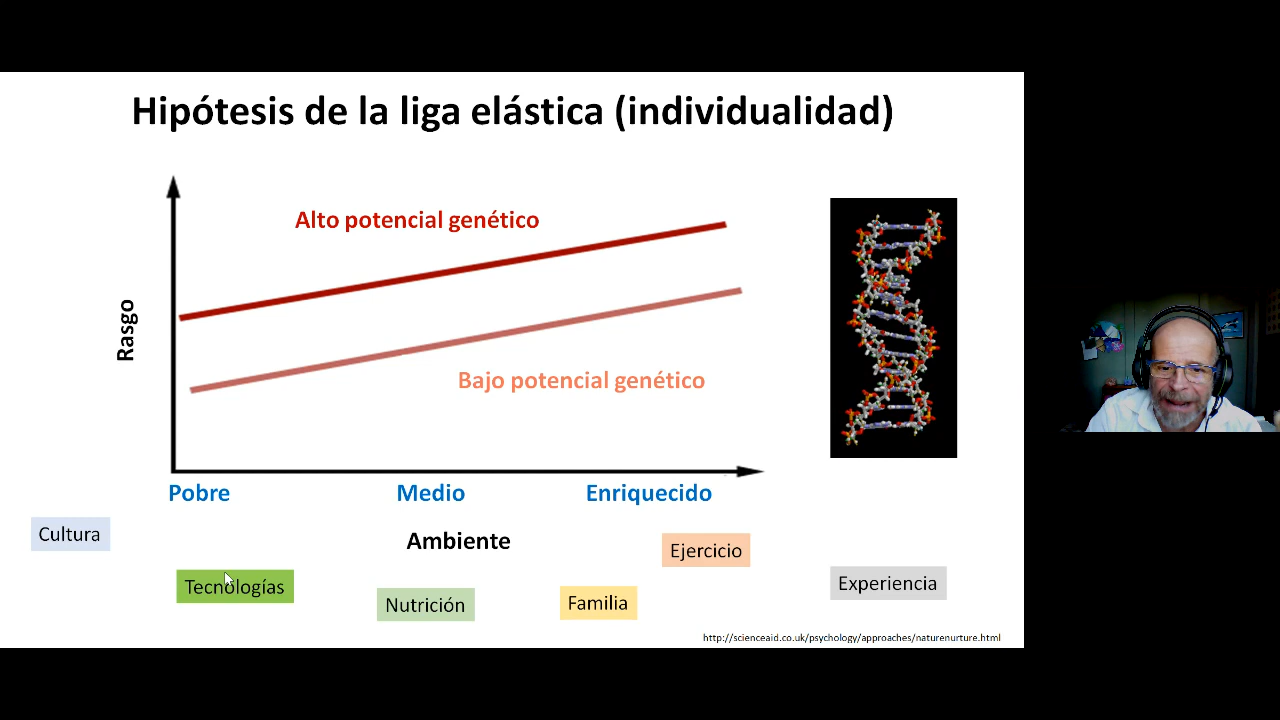 Hipótesis de la liga elástica (individualidad)
Alto potencial genético
Rasgo
Bajo potencial genético
Pobre
Medio
Enriquecido
Cultura
Ambiente
Ejercicio
Tecnologías
Nutrición
Familia
Experiencia
http://scienceaid.co.uk/psychology/approaches/naturenurture.html